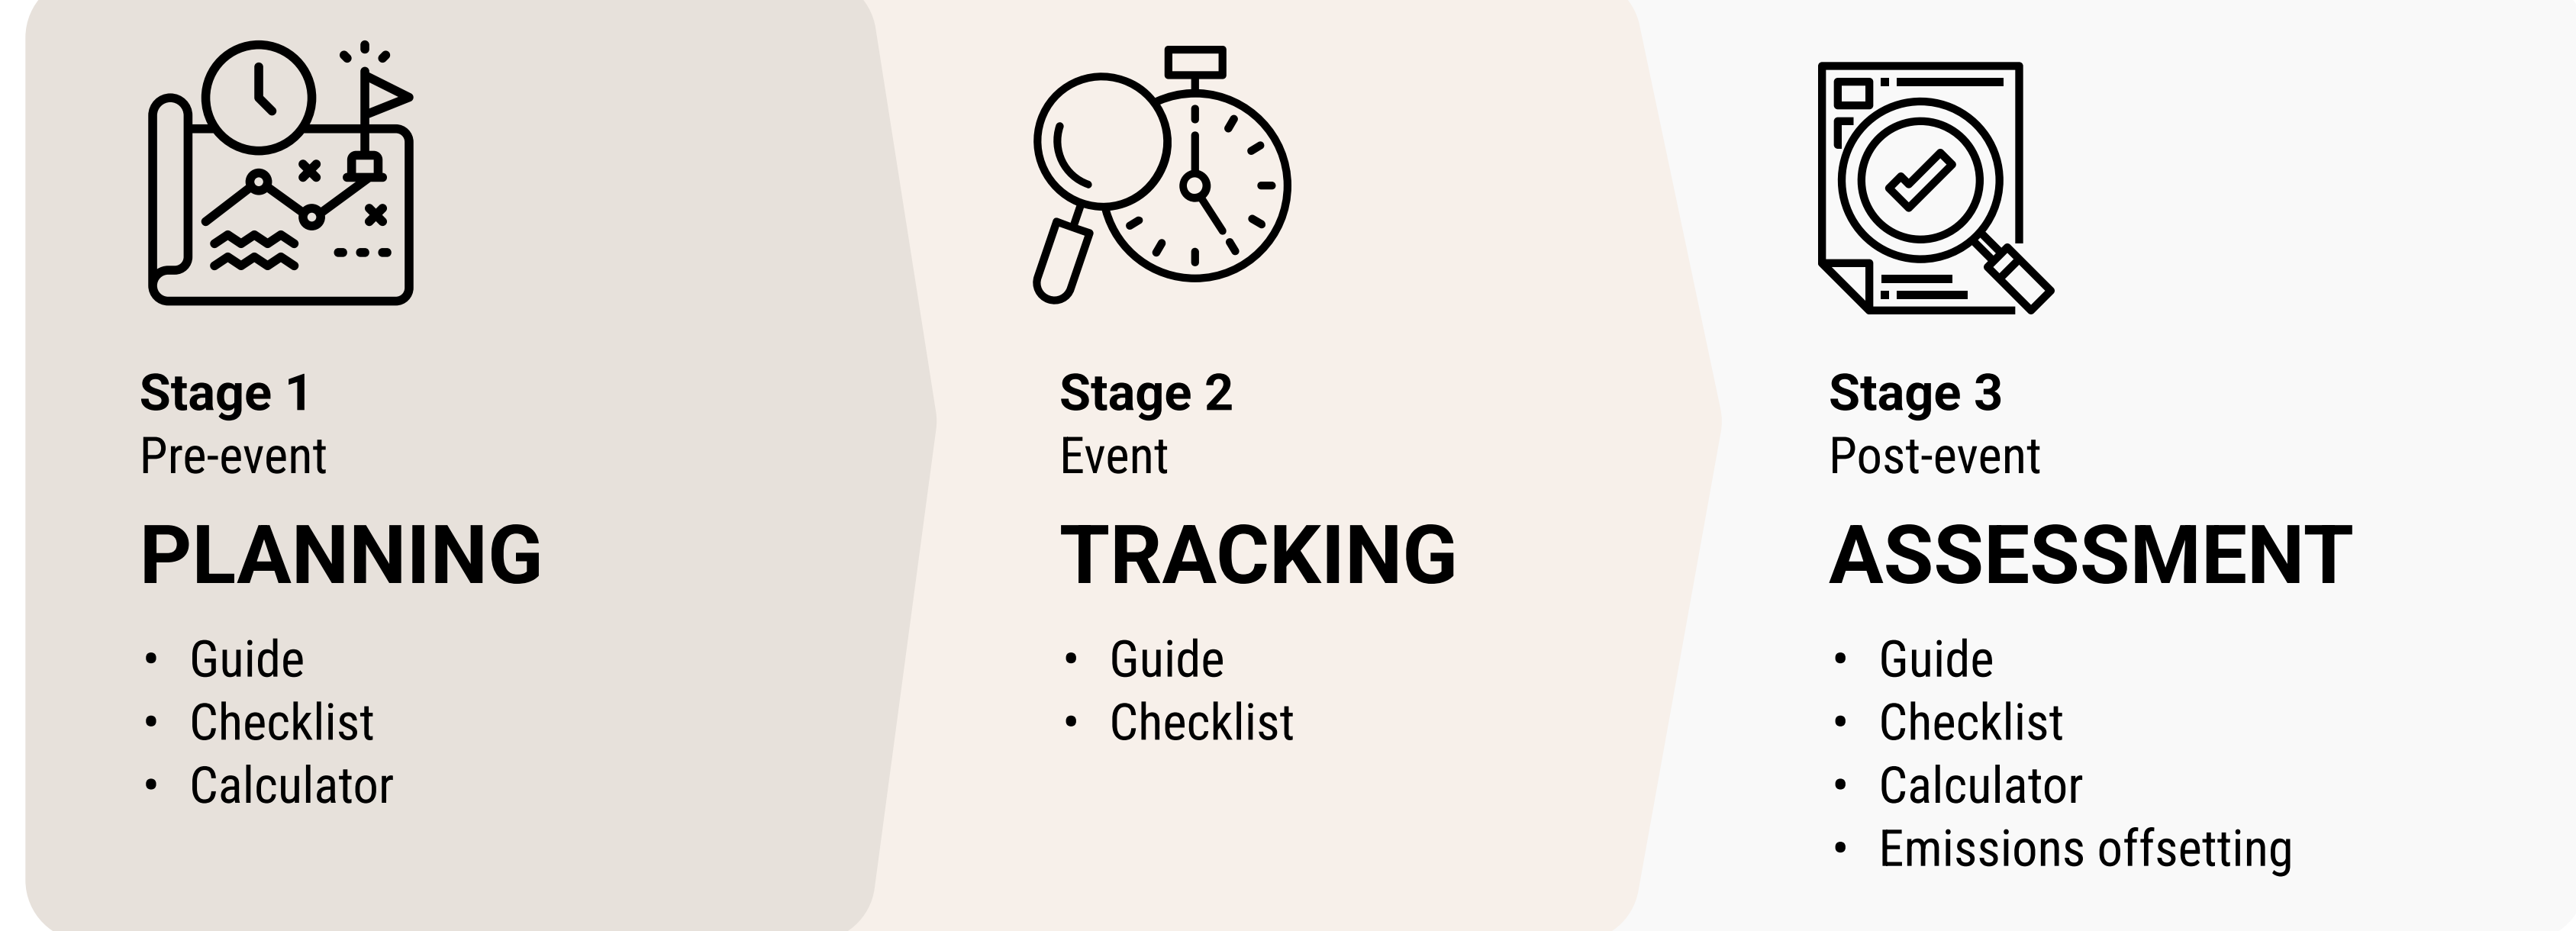 Stage 1
Pre-event
PLANNING
• Guide
• Checklist
• Calculator
Stage 2
Event
TRACKING
• Guide
• Checklist
Stage 3
Post-event
ASSESSMENT
• Guide
• Checklist
• Calculator
• Emissions offsetting